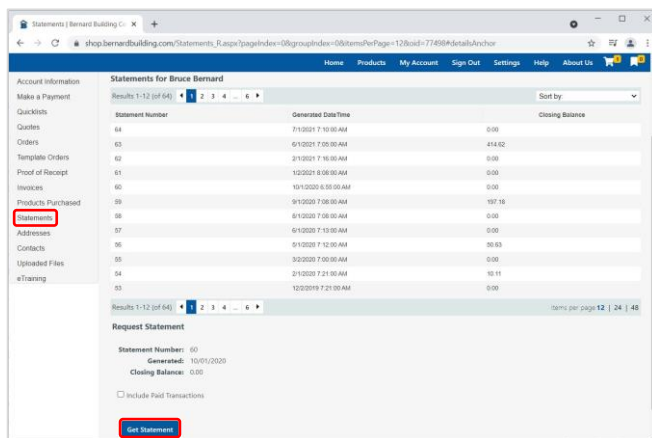 Statements | Bernard Building Ce
shop.bernardbuilding.com/Statements_R.aspx?pageIndex=0&groupIndex=0&itemsPerPage=12&oid=77498#detailsAnchor
Home Products My Account Sign Out Settings Help About Us
Account Information
Make a Payment
Quicklists
Quotes
Orders
Template Orders
Proof of Receipt
Invoices
Products Purchased
Statements
Addresses
Contacts
Uploaded Files
eTraining
Statements for Bruce Bernard
Results 1-12 (of 64) 1 2 3 4 ... 6 Sort by:
Statement Number Generated DateTime Closing Balance
64 7/1/2021 7:10:00 AM 0.00
63 6/1/2021 7:05:00 AM 414.62
62 2/1/2021 7:16:00 AM 0.00
61 1/2/2021 8:08:00 AM 0.00
60 10/1/2020 6:55:00 AM 0.00
59 9/1/2020 7:08:00 AM 197.18
58 8/1/2020 7:06:00 AM 0.00
57 6/1/2020 7:13:00 AM 0.00
56 5/1/2020 7:12:00 AM 50.63
55 3/2/2020 7:00:00 AM 0.00
54 2/1/2020 7:21:00 AM 10.11
53 12/2/2019 7:21:00 AM 0.00
Results 1-12 (of 64) 1 2 3 4 ... 6 Items per page 12 | 24 | 48
Request Statement
Statement Number: 60
Generated: 10/01/2020
Closing Balance: 0.00
Include Paid Transactions
Get Statement